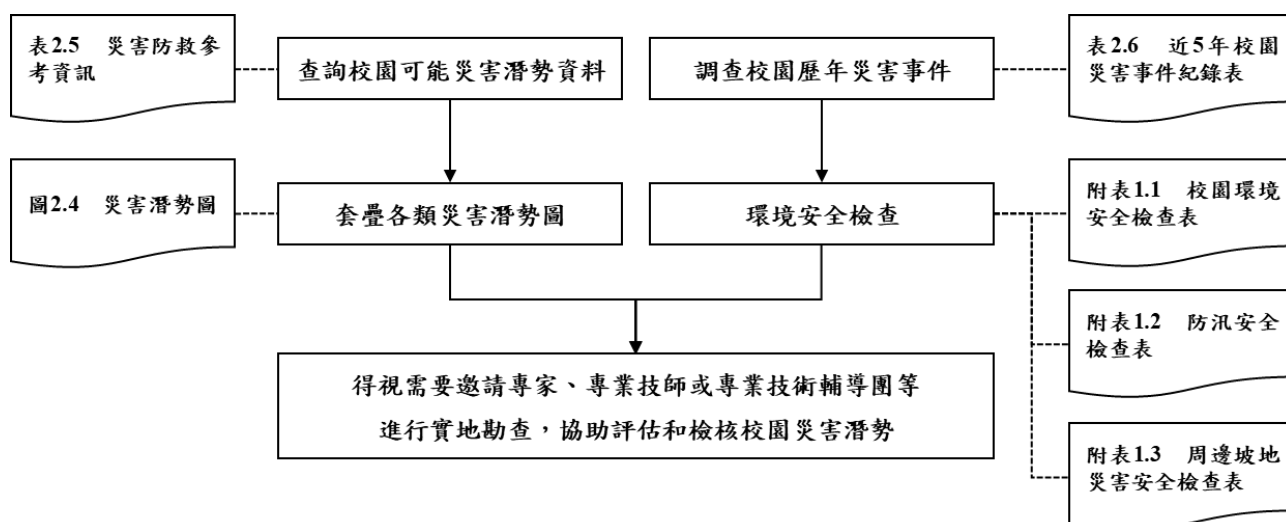 表2.5 災害防救參
考資訊
查詢校園可能災害潛勢資料
調查校園歷年災害事件
表2.6 近5年校園
災害事件紀錄表
圖2.4 災害潛勢圖
套疊各類災害潛勢圖
環境安全檢查
附表1.1 校園環境
安全檢查表
附表1.2 防汛安全
檢查表
得視需要邀請專家、專業技師或專業技術輔導團等
進行實地勘查，協助評估和檢核校園災害潛勢
附表1.3 周邊坡地
災害安全檢查表